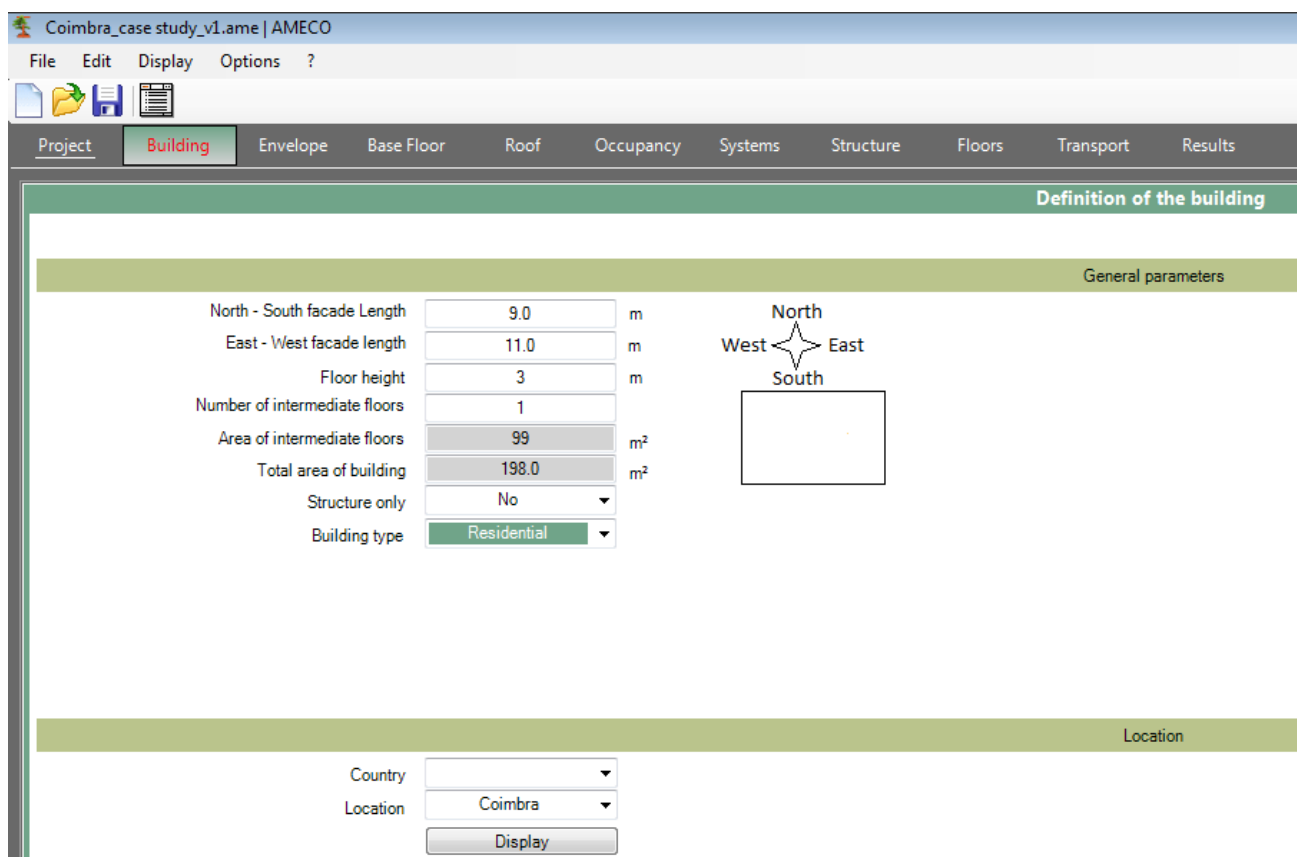 Coimbra_case study_v1.ame | AMECO
File Edit Display Options ?
Project Building Envelope Base Floor Roof Occupancy Systems Structure Floors Transport Results
Definition of the building
General parameters
North - South facade Length 9.0 m
East - West facade length 11.0 m
Floor height 3 m
Number of intermediate floors 1
Area of intermediate floors 99 m²
Total area of building 198.0 m²
Structure only No
Building type Residential
North
West East
South
Location
Country
Location Coimbra
Display